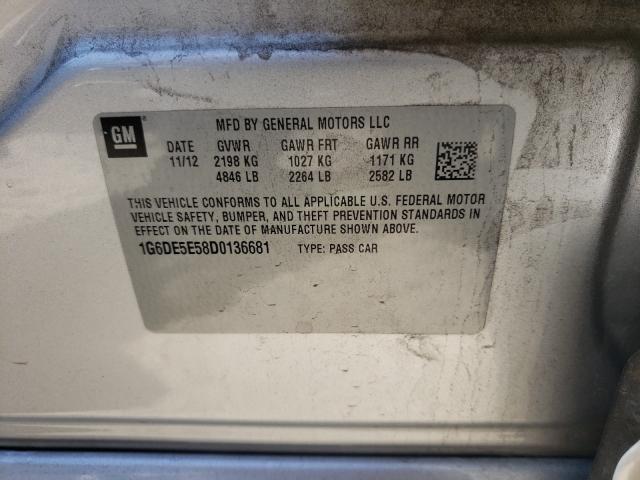 GM
MFD BY GENERAL MOTORS LLC
DATE GVWR GAWR FRT GAWR RR
11/12 2198 KG 1027 KG 1171 KG
4846 LB 2264 LB 2582 LB
THIS VEHICLE CONFORMS TO ALL APPLICABLE U.S. FEDERAL MOTOR
VEHICLE SAFETY, BUMPER, AND THEFT PREVENTION STANDARDS IN
EFFECT ON THE DATE OF MANUFACTURE SHOWN ABOVE.
1G6DE5E58D0136681 TYPE: PASS CAR